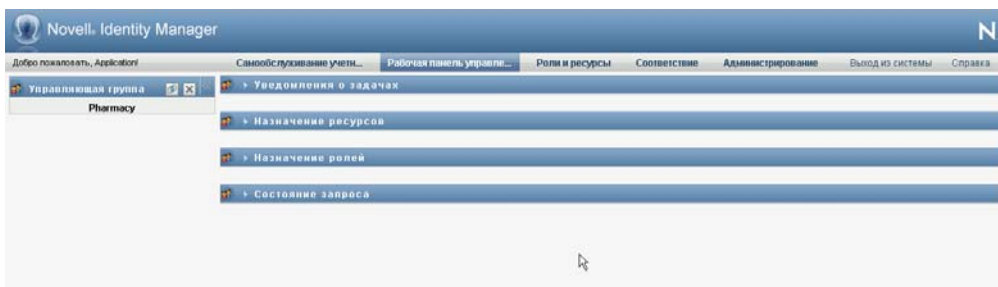 Novell® Identity Manager
N
Добро пожаловать, Application!
Самообслуживание учетн... Рабочая панель управле... Роли и ресурсы Соответствие Администрирование Выход из системы Справка
Управляющая группа
Pharmacy
Уведомления о задачах
Назначение ресурсов
Назначение ролей
Состояние запроса